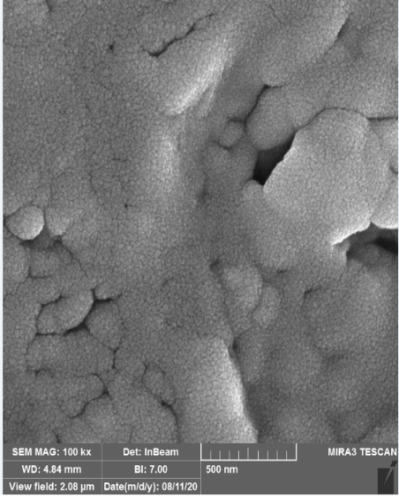 SEM MAG: 100 kx Det: InBeam MIRA3 TESCAN
WD: 4.84 mm BI: 7.00 500 nm
View field: 2.08 µm Date(m/d/y): 08/11/20